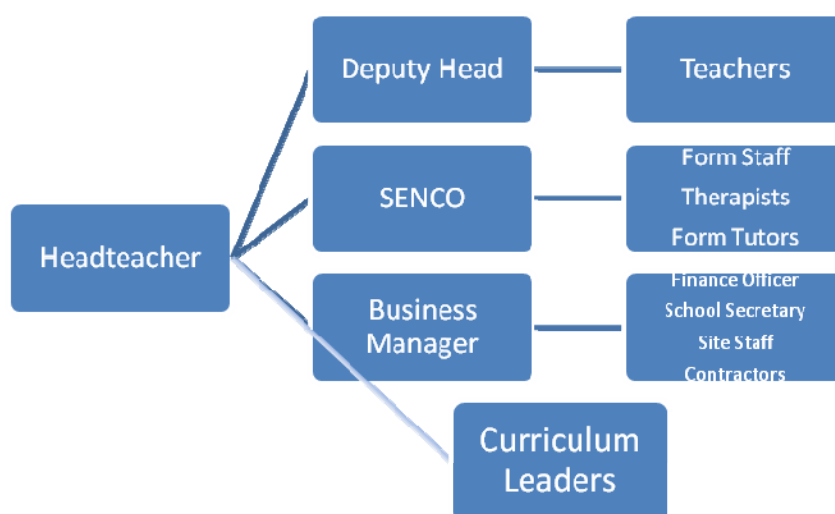 Headteacher
Deputy Head
Teachers
SENCO
Form Staff
Therapists
Form Tutors
Business
Manager
Finance Officer
School Secretary
Site Staff
Contractors
Curriculum
Leaders